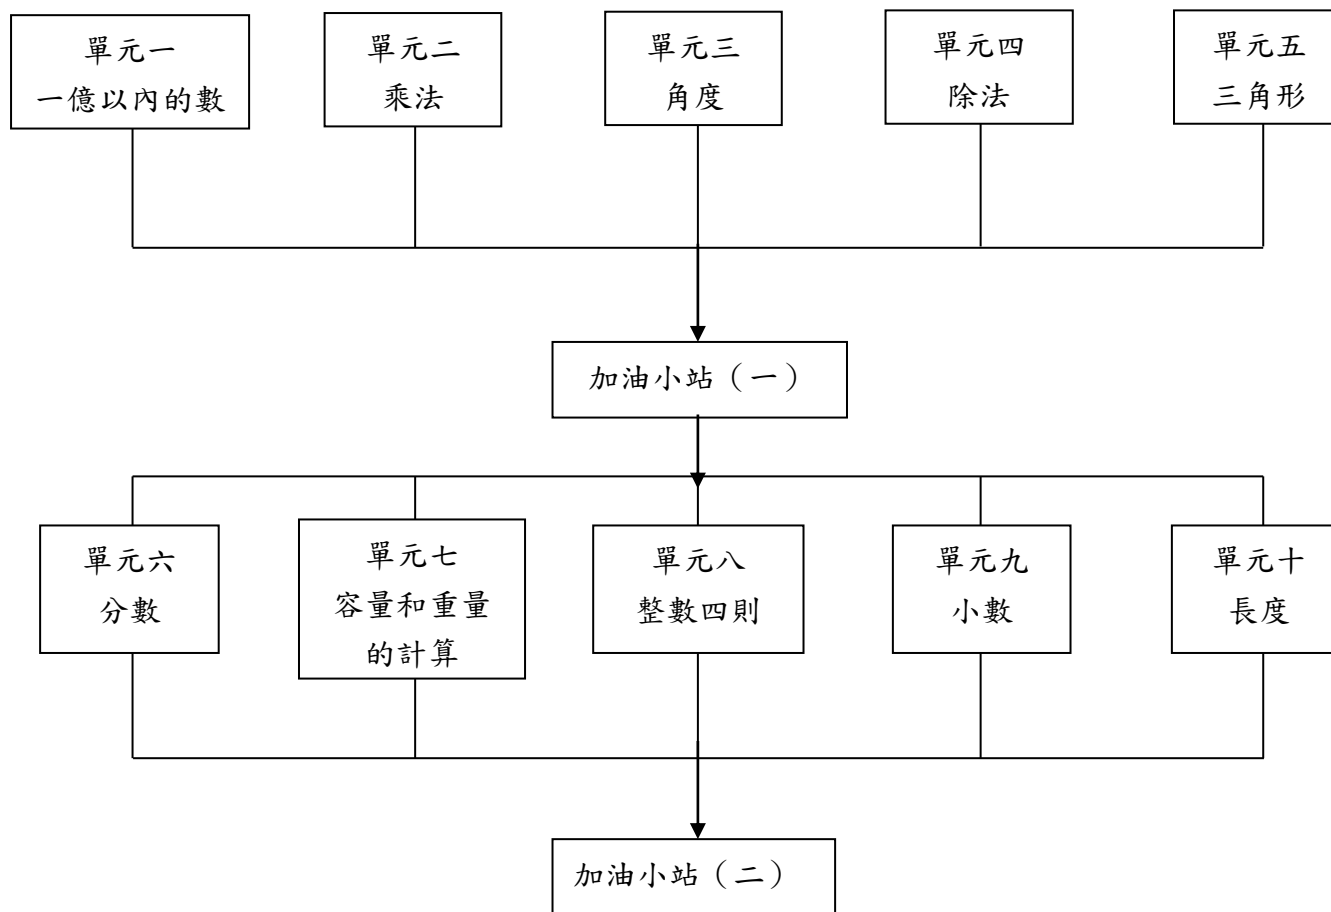 單元一
一億以內的數
單元二
乘法
單元三
角度
單元四
除法
單元五
三角形
加油小站（一）
單元六
分數
單元七
容量和重量
的計算
單元八
整數四則
單元九
小數
單元十
長度
加油小站（二）